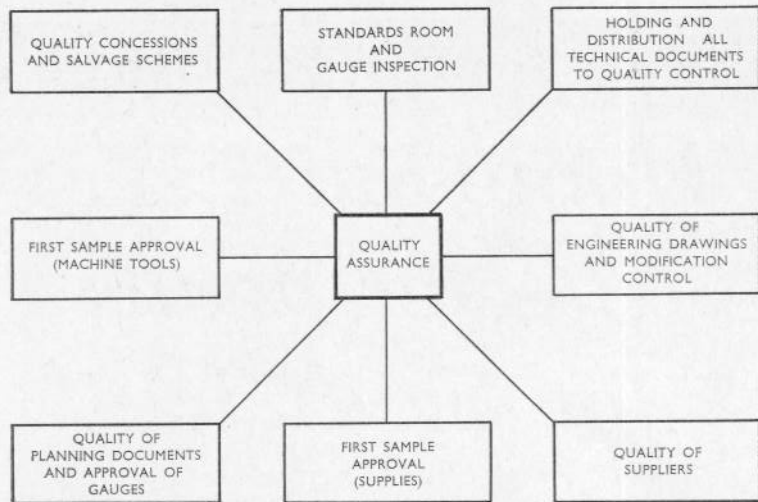 QUALITY CONCESSIONS
AND SALVAGE SCHEMES
STANDARDS ROOM
AND
GAUGE INSPECTION
HOLDING AND
DISTRIBUTION ALL
TECHNICAL DOCUMENTS
TO QUALITY CONTROL
FIRST SAMPLE APPROVAL
(MACHINE TOOLS)
QUALITY
ASSURANCE
QUALITY OF
ENGINEERING DRAWINGS
AND MODIFICATION
CONTROL
QUALITY OF
PLANNING DOCUMENTS
AND APPROVAL OF
GAUGES
FIRST SAMPLE
APPROVAL
(SUPPLIES)
QUALITY OF
SUPPLIERS